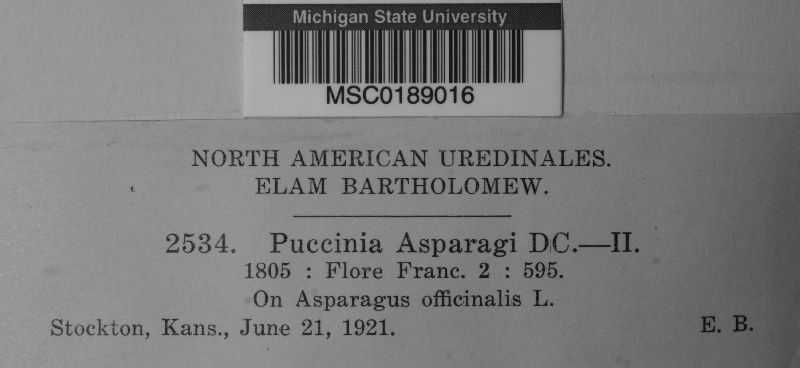 Michigan State University
MSC0189016
NORTH AMERICAN UREDINALES.
ELAM BARTHOLOMEW.
2534. Puccinia Asparagi DC.—II.
1805 : Flore Franc. 2 : 595.
On Asparagus officinalis L.
Stockton, Kans., June 21, 1921. E. B.